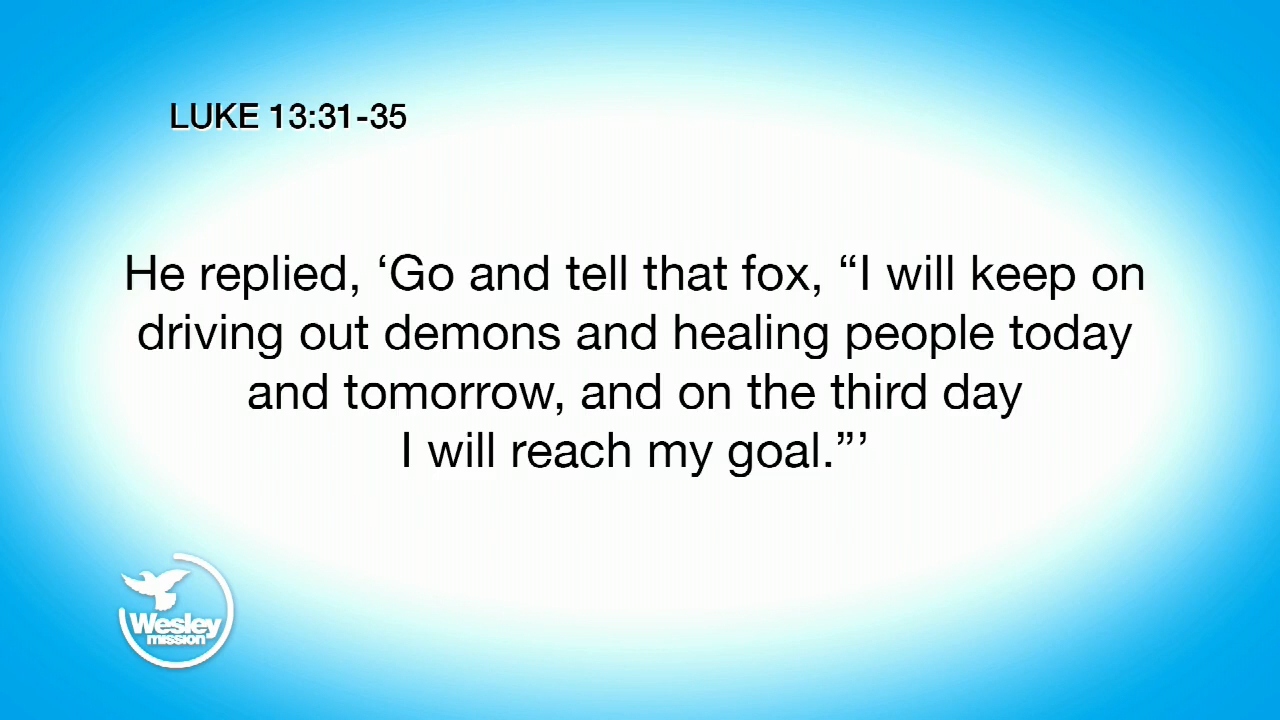 LUKE 13:31-35
He replied, ‘Go and tell that fox, “I will keep on
driving out demons and healing people today
and tomorrow, and on the third day
I will reach my goal.”’
Wesley
mission